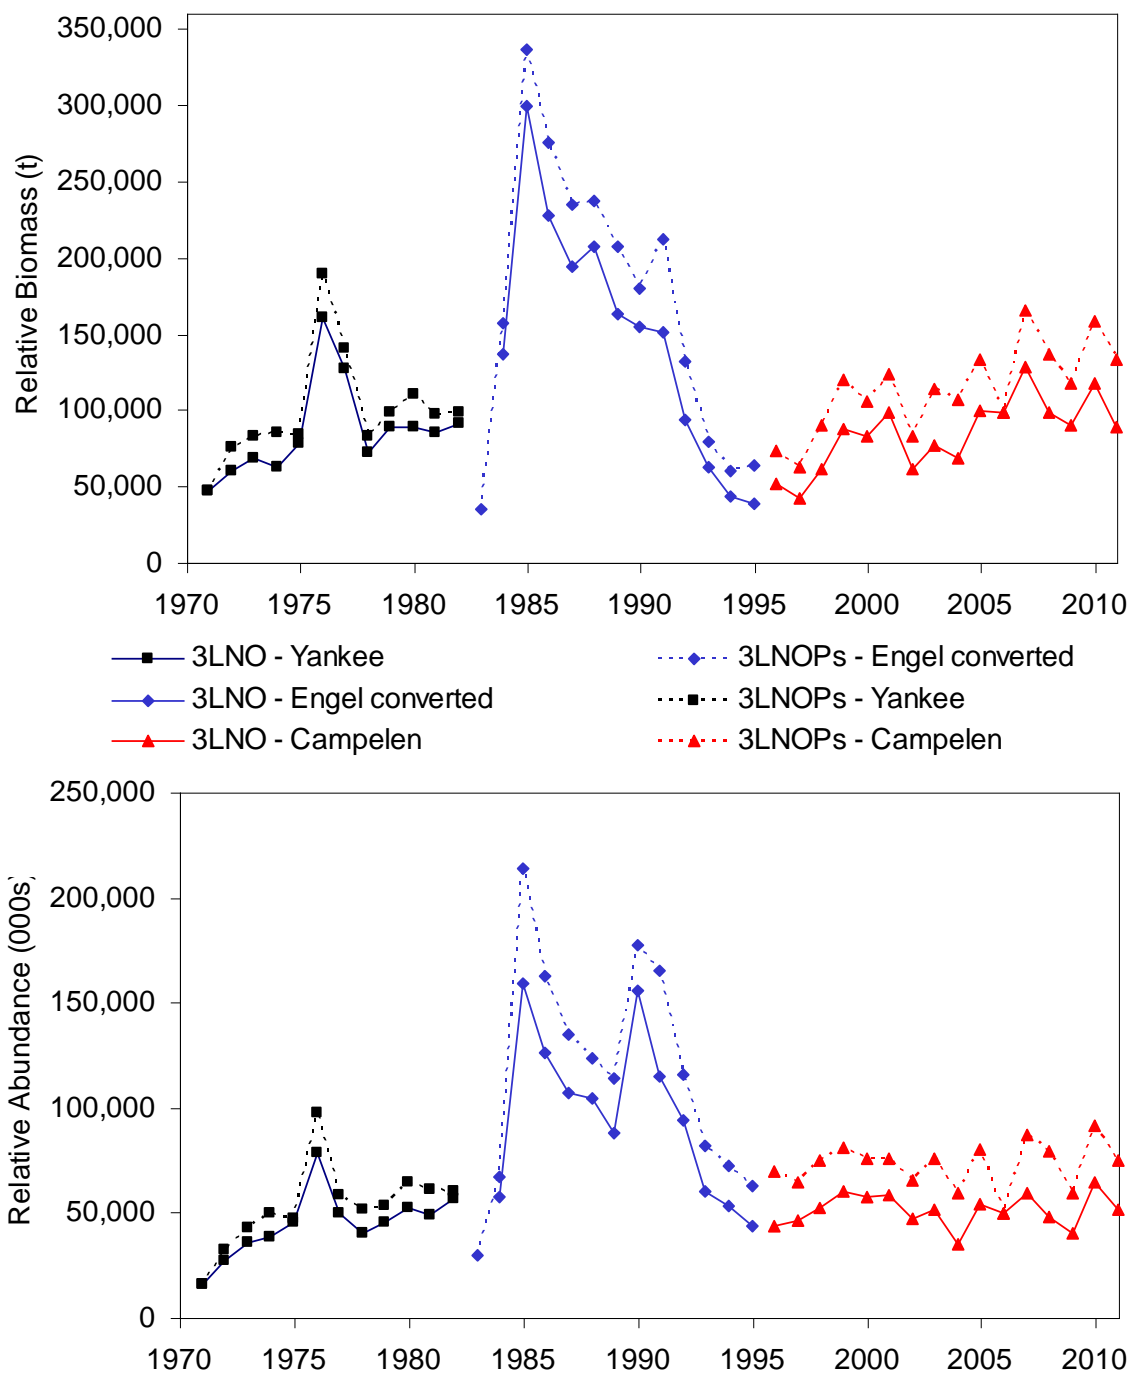 Relative Biomass (t)
350,000
300,000
250,000
200,000
150,000
100,000
50,000
0
1970 1975 1980 1985 1990 1995 2000 2005 2010
3LNO - Yankee 3LNOPs - Engel converted
3LNO - Engel converted 3LNOPs - Yankee
3LNO - Campelen 3LNOPs - Campelen
Relative Abundance (000s)
250,000
200,000
150,000
100,000
50,000
0
1970 1975 1980 1985 1990 1995 2000 2005 2010